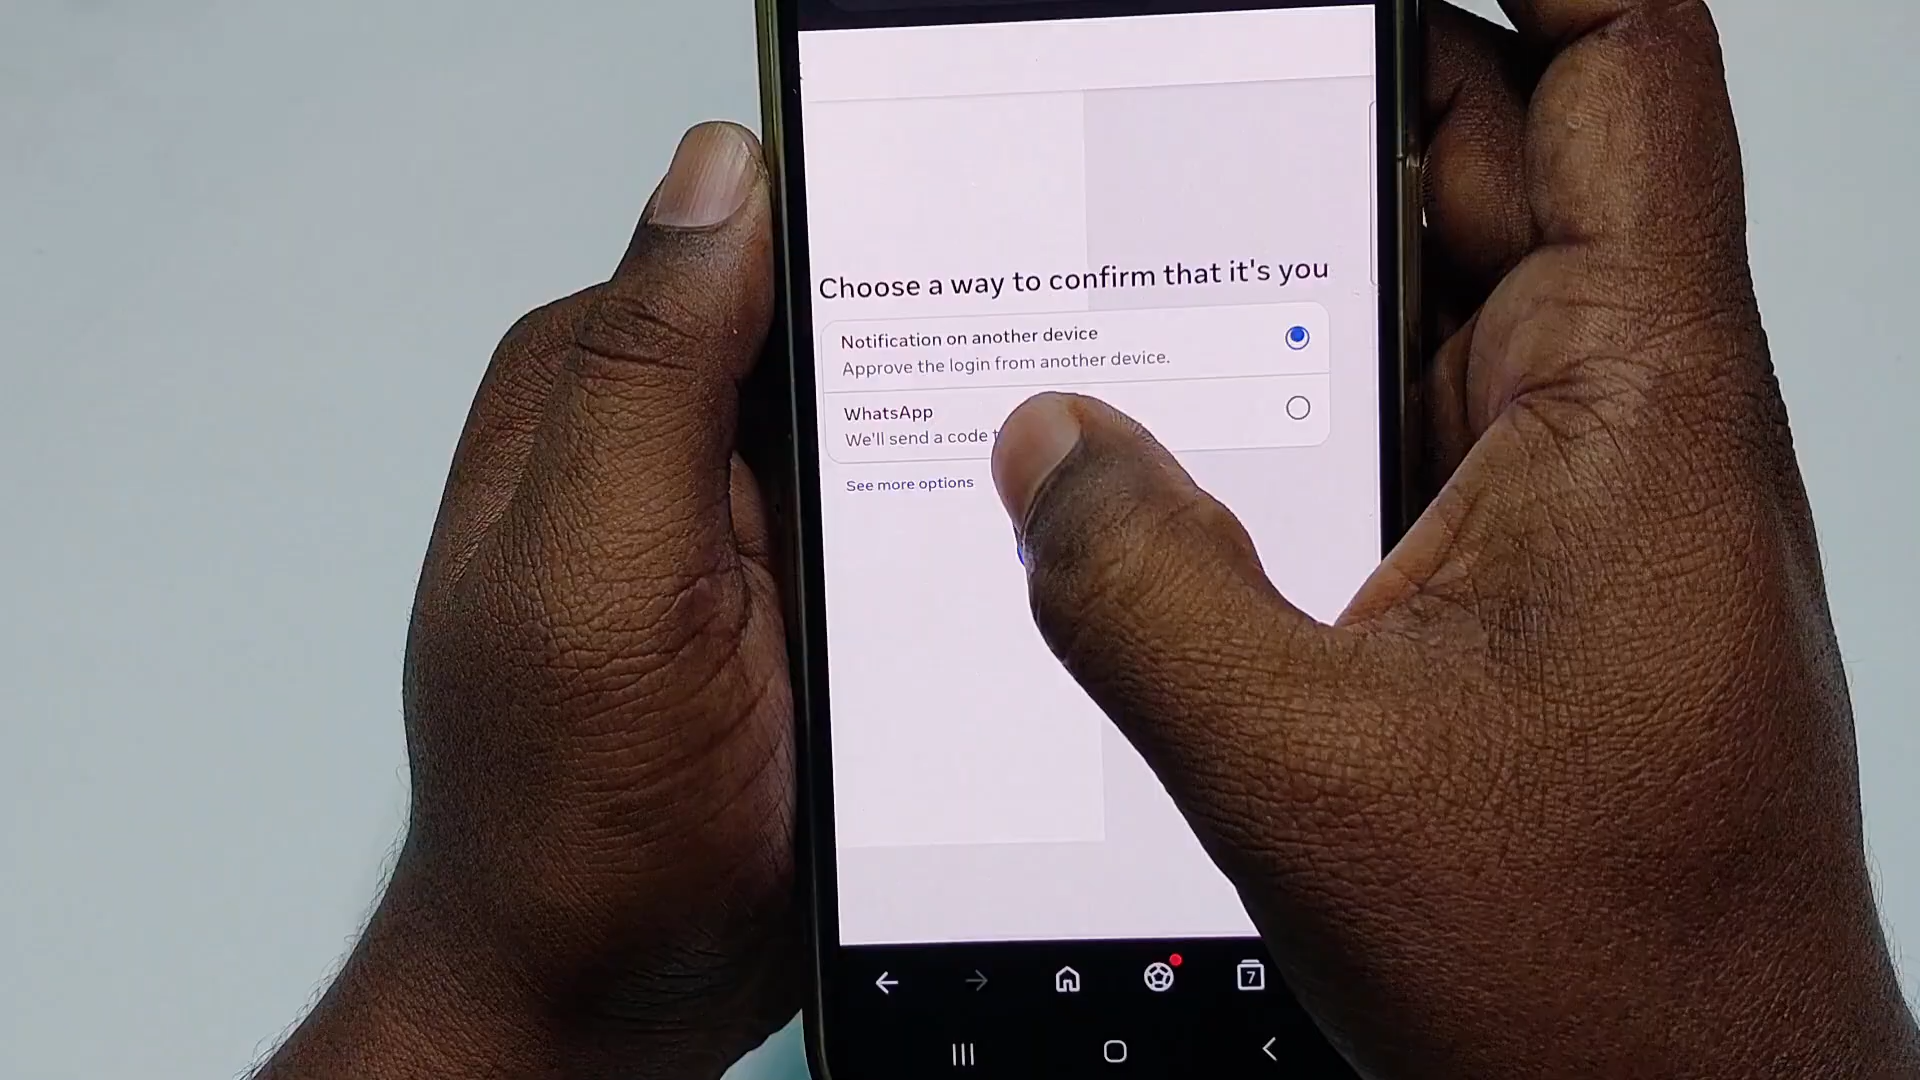 Choose a way to confirm that it's you
Notification on another device
Approve the login from another device.
WhatsApp
We'll send a code
See more options
7